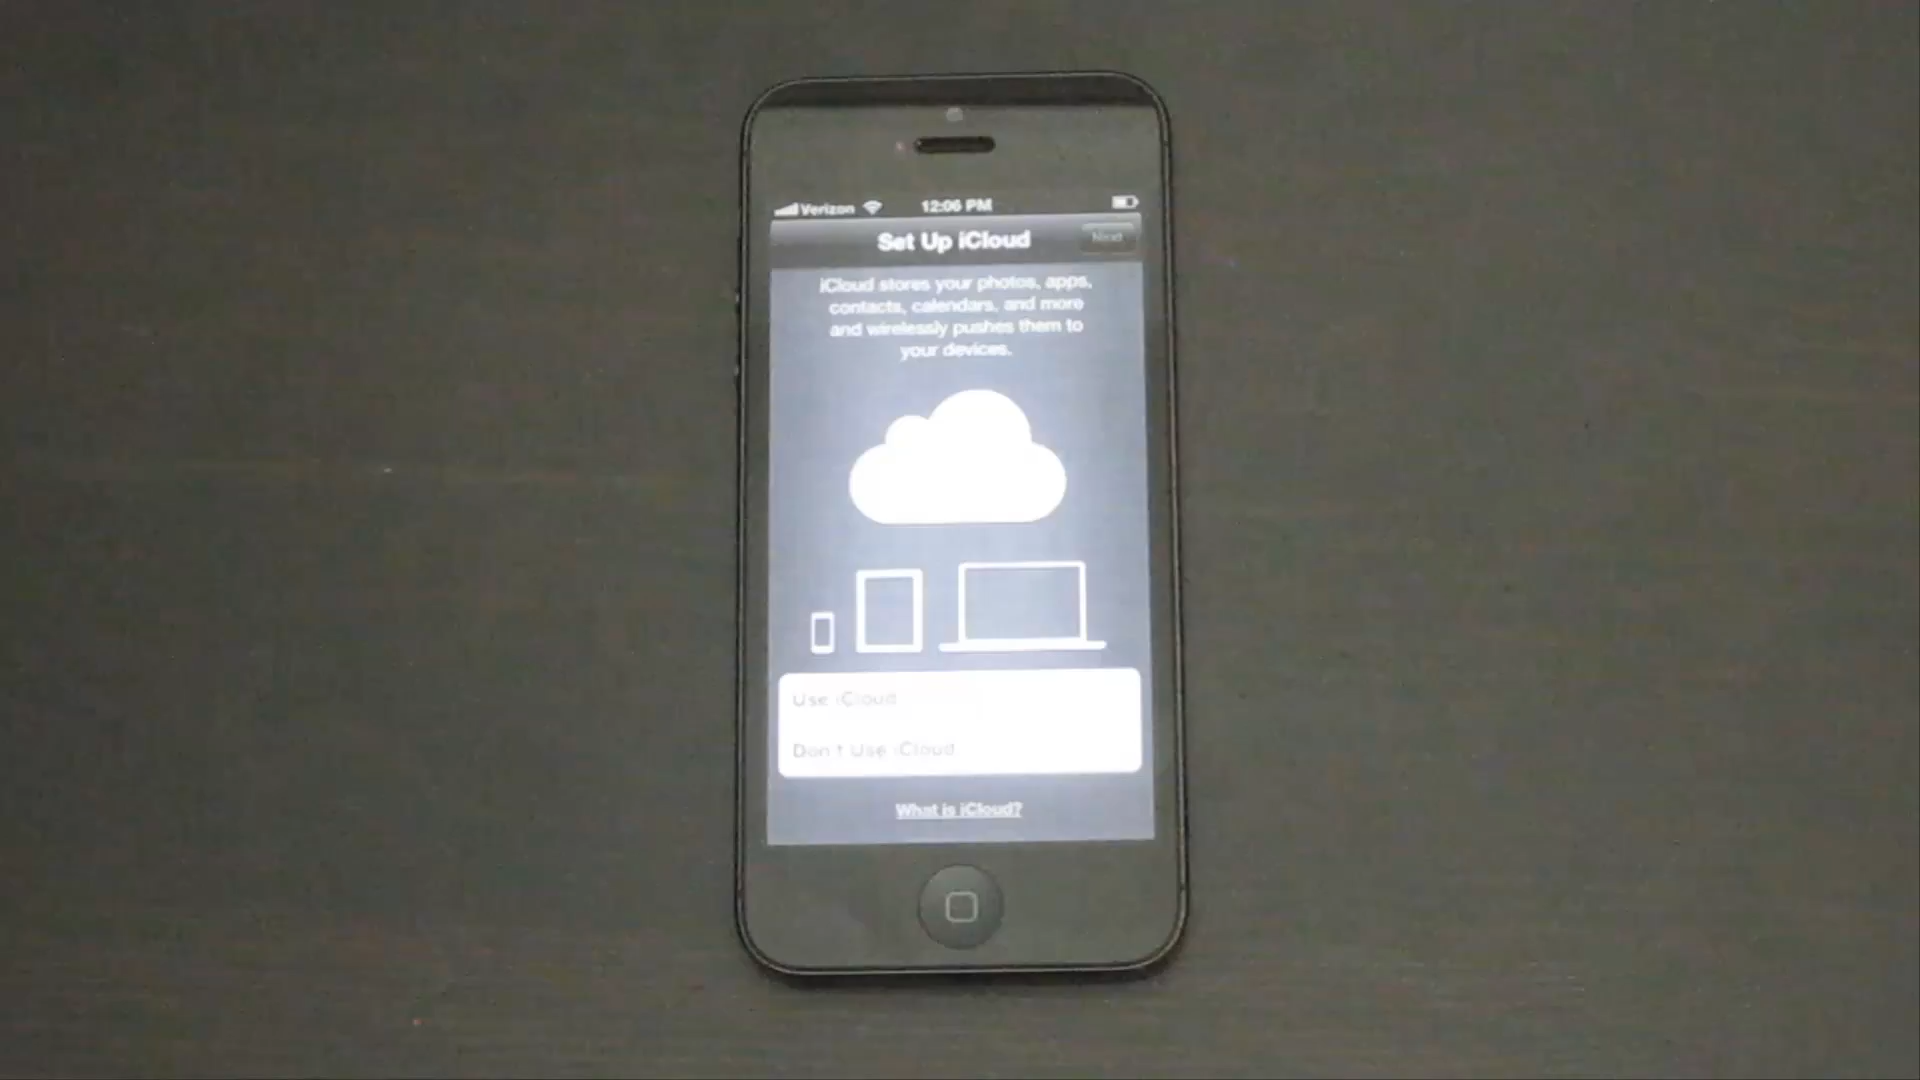 Verizon 12:06 PM
Set Up iCloud Next
iCloud stores your photos, apps,
contacts, calendars, and more
and wirelessly pushes them to
your devices.
Use iCloud
Don't Use iCloud
What is iCloud?